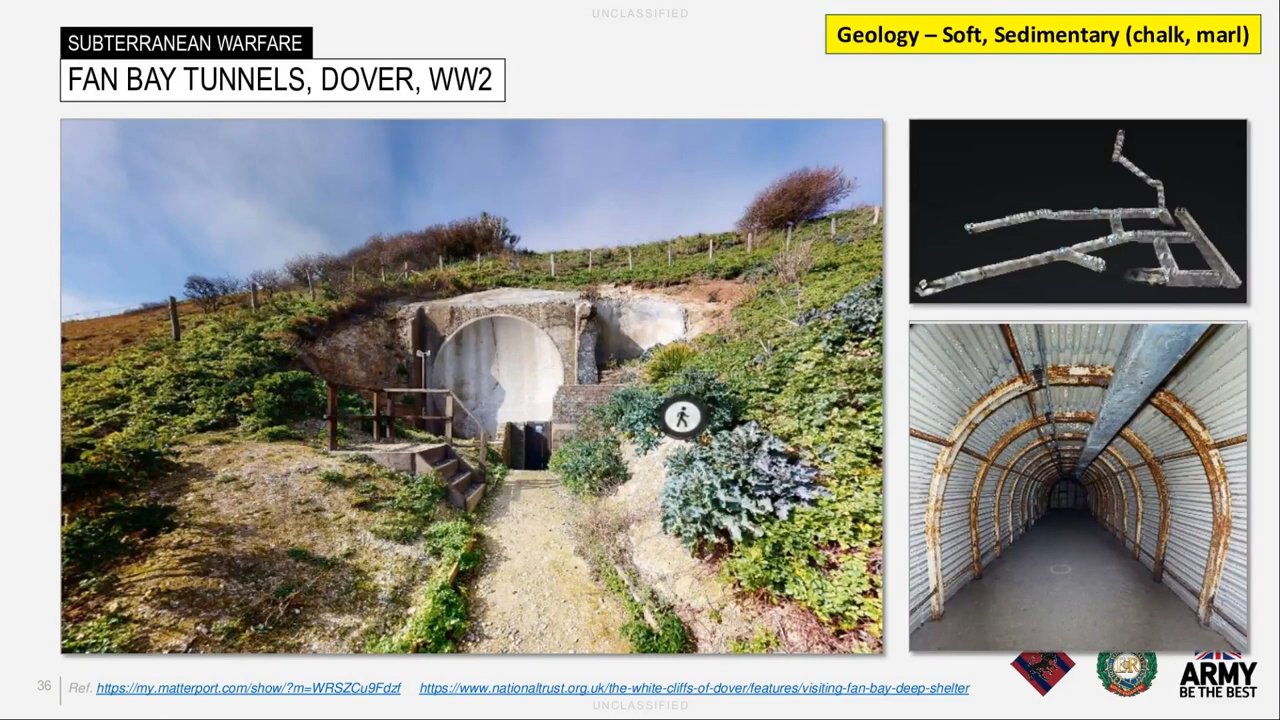 UNCLASSIFIED
Geology – Soft, Sedimentary (chalk, marl)
SUBTERRANEAN WARFARE
FAN BAY TUNNELS, DOVER, WW2
36
Ref. https://my.matterport.com/show/?m=WRSZCu9Fdzf https://www.nationaltrust.org.uk/the-white-cliffs-of-dover/features/visiting-fan-bay-deep-shelter
ARMY
BE THE BEST
UNCLASSIFIED